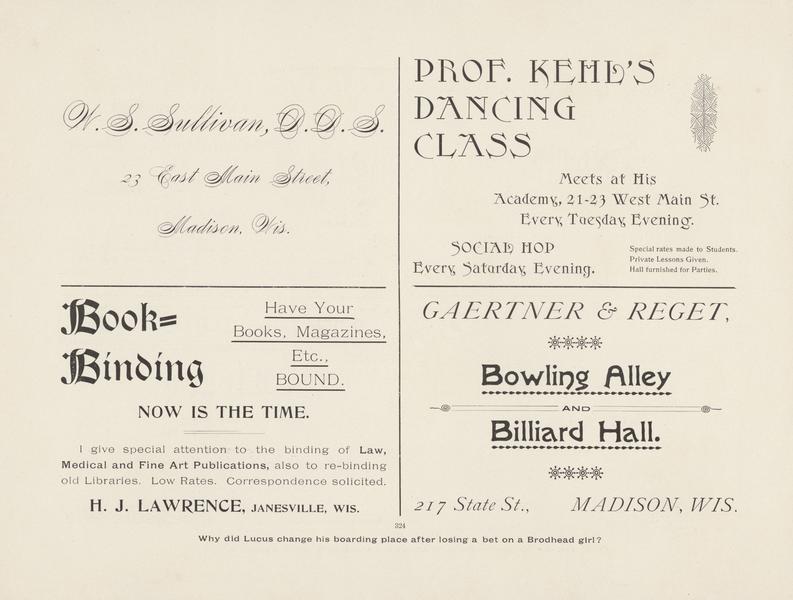 W. S. Sullivan, D. D. S.
23 East Main Street,
Madison, Wis.
PROF. KEHL'S
DANCING
CLASS
Meets at His
Academy, 21-23 West Main St.
Every Tuesday Evening.
SOCIAL HOP
Every Saturday Evening.
Special rates made to Students.
Private Lessons Given.
Hall furnished for Parties.
Book=
Binding
Have Your
Books, Magazines,
Etc.,
BOUND.
NOW IS THE TIME.
I give special attention to the binding of Law,
Medical and Fine Art Publications, also to re-binding
old Libraries. Low Rates. Correspondence solicited.
H. J. LAWRENCE, JANESVILLE, WIS.
GAERTNER & REGET,
Bowling Alley
AND
Billiard Hall.
217 State St., MADISON, WIS.
324
Why did Lucus change his boarding place after losing a bet on a Brodhead girl?